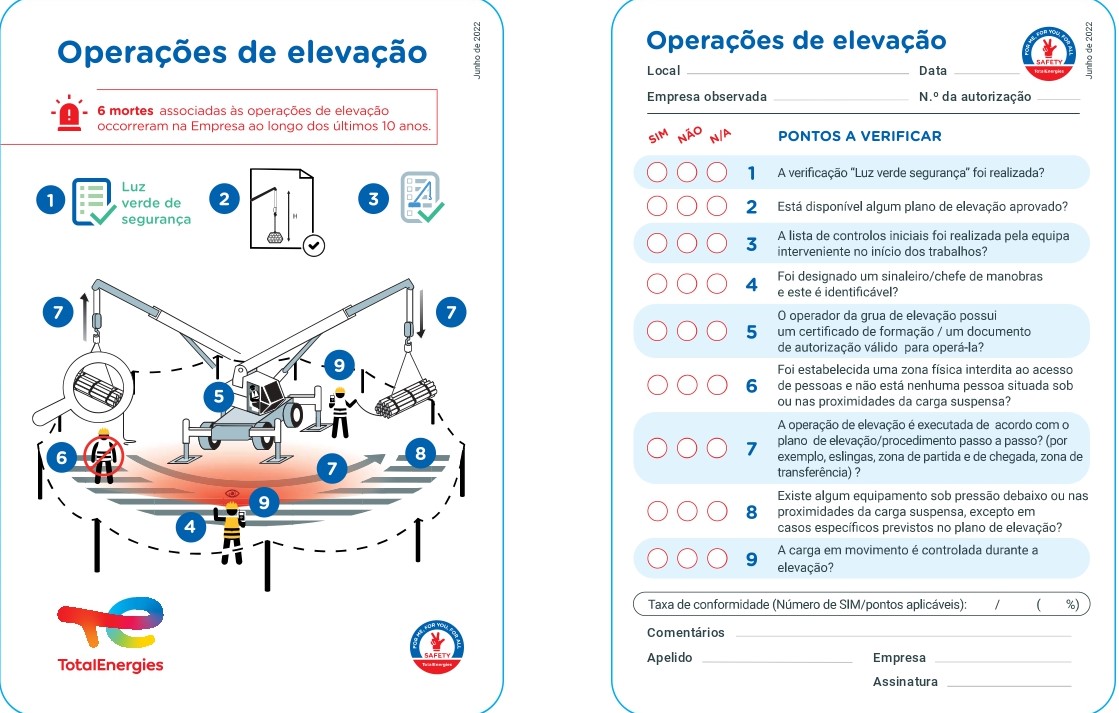 Operações de elevação
Junho de 2022
6 mortes associadas às operações de elevação
occorreram na Empresa ao longo dos últimos 10 anos.
1
Luz
verde de
segurança
2
H
3
7
7
9
5
6
8
7
9
4
TotalEnergies
FOR ME, FOR YOU, FOR ALL
SAFETY
TotalEnergies
Operações de elevação
FOR ME, FOR YOU, FOR ALL
SAFETY
TotalEnergies
Junho de 2022
Local Data
Empresa observada N.º da autorização
SIM NÃO N/A PONTOS A VERIFICAR
1 A verificação “Luz verde segurança” foi realizada?
2 Está disponível algum plano de elevação aprovado?
3 A lista de controlos iniciais foi realizada pela equipa
interveniente no início dos trabalhos?
4 Foi designado um sinaleiro/chefe de manobras
e este é identificável?
5 O operador da grua de elevação possui
um certificado de formação / um documento
de autorização válido para operá-la?
6 Foi estabelecida uma zona física interdita ao acesso
de pessoas e não está nenhuma pessoa situada sob
ou nas proximidades da carga suspensa?
7 A operação de elevação é executada de acordo com o
plano de elevação/procedimento passo a passo? (por
exemplo, eslingas, zona de partida e de chegada, zona de
transferência) ?
8 Existe algum equipamento sob pressão debaixo ou nas
proximidades da carga suspensa, excepto em
casos específicos previstos no plano de elevação?
9 A carga em movimento é controlada durante a
elevação?
Taxa de conformidade (Número de SIM/pontos aplicáveis): / ( %)
Comentários
Apelido Empresa
Assinatura